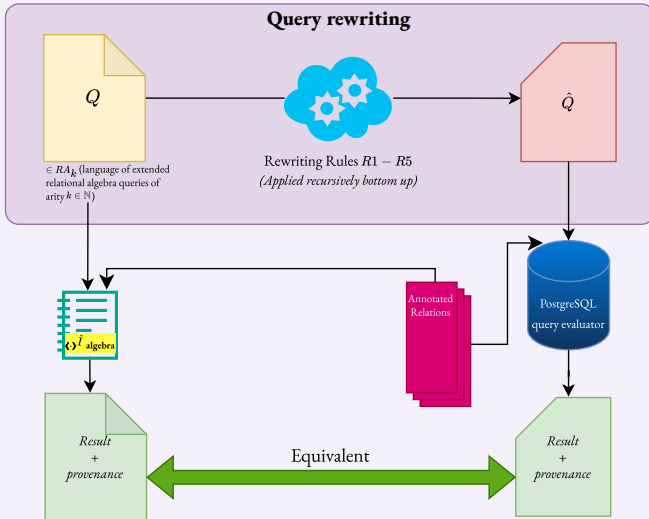 Query rewriting
Q
Q̂
Rewriting Rules R1 − R5
(Applied recursively bottom up)
∈ RAₖ (language of extended
relational algebra queries of
arity k ∈ ℕ)
Annotated
Relations
PostgreSQL
query evaluator
⟨·⟩^Î algebra
Result
+
provenance
Equivalent
Result
+
provenance